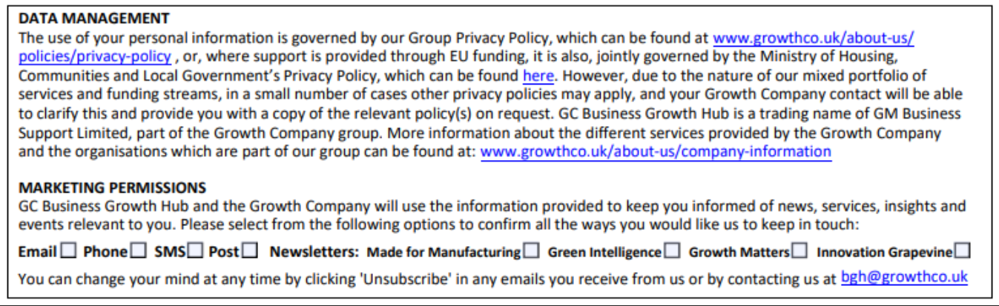 DATA MANAGEMENT
The use of your personal information is governed by our Group Privacy Policy, which can be found at www.growthco.uk/about-us/
policies/privacy-policy , or, where support is provided through EU funding, it is also, jointly governed by the Ministry of Housing,
Communities and Local Government's Privacy Policy, which can be found here. However, due to the nature of our mixed portfolio of
services and funding streams, in a small number of cases other privacy policies may apply, and your Growth Company contact will be able
to clarify this and provide you with a copy of the relevant policy(s) on request. GC Business Growth Hub is a trading name of GM Business
Support Limited, part of the Growth Company group. More information about the different services provided by the Growth Company
and the organisations which are part of our group can be found at: www.growthco.uk/about-us/company-information
MARKETING PERMISSIONS
GC Business Growth Hub and the Growth Company will use the information provided to keep you informed of news, services, insights and
events relevant to you. Please select from the following options to confirm all the ways you would like us to keep in touch:
Email Phone SMS Post Newsletters: Made for Manufacturing Green Intelligence Growth Matters Innovation Grapevine
You can change your mind at any time by clicking 'Unsubscribe' in any emails you receive from us or by contacting us at bgh@growthco.uk